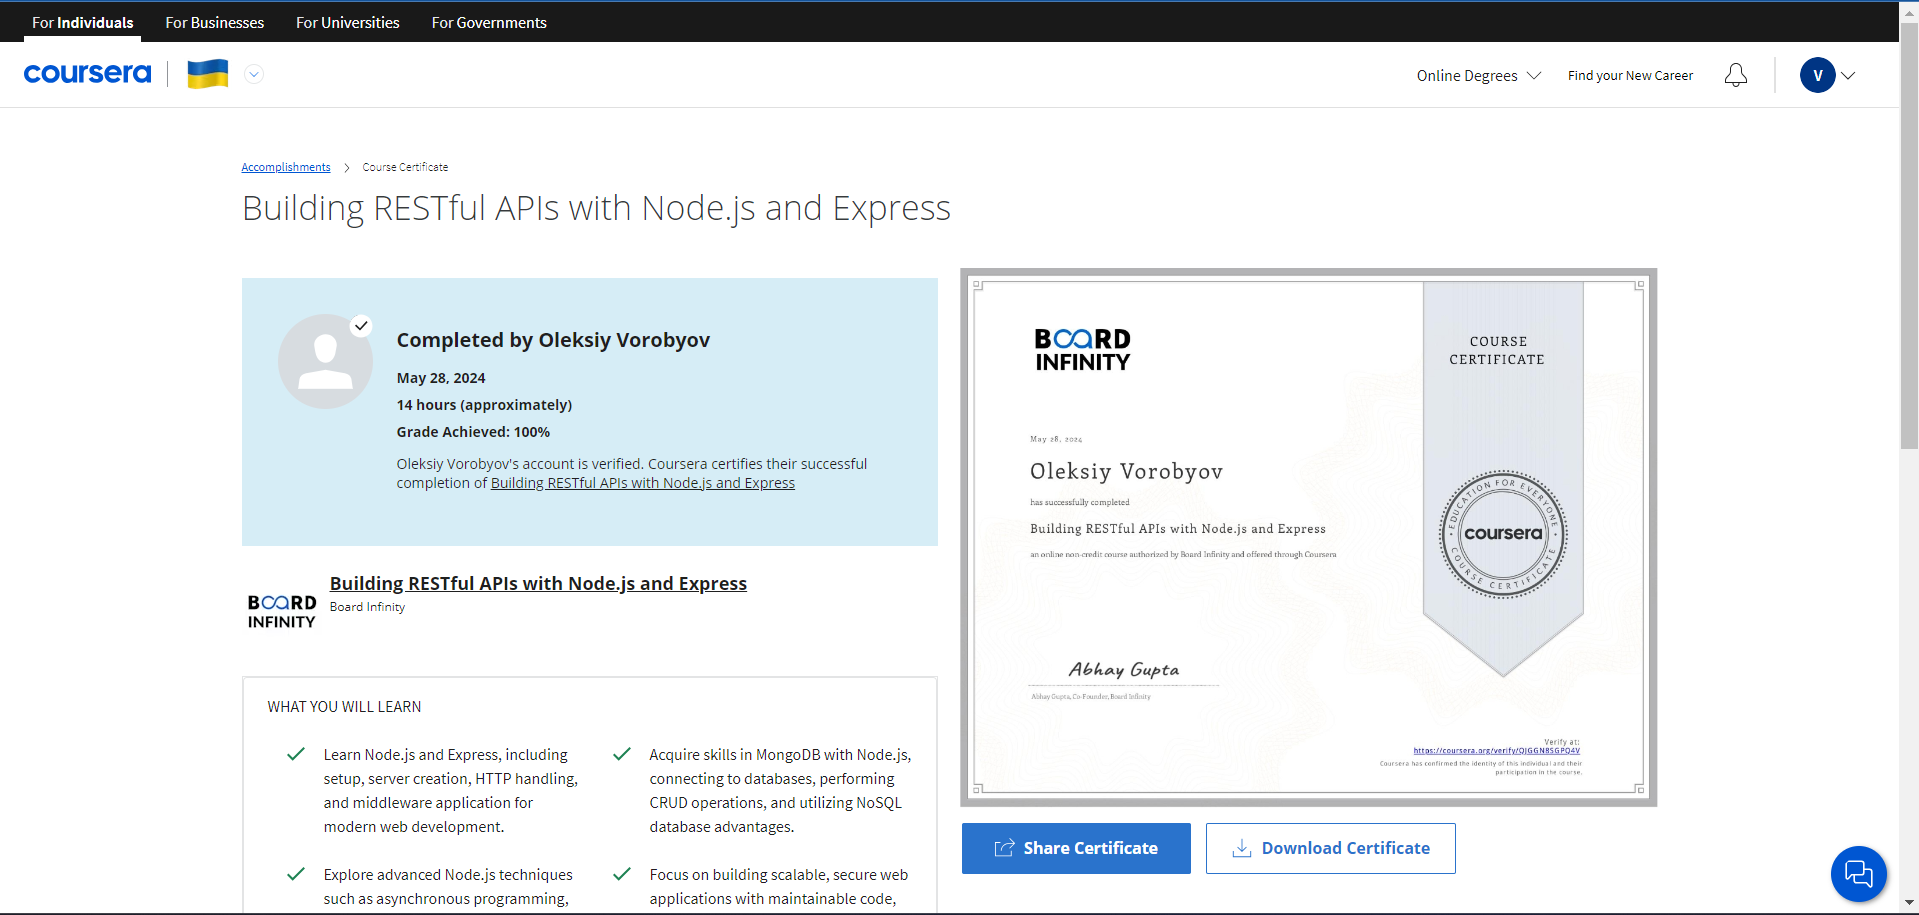 For Individuals
For Businesses
For Universities
For Governments
coursera
Online Degrees
Find your New Career
V
Accomplishments
Course Certificate
Building RESTful APIs with Node.js and Express
Completed by Oleksiy Vorobyov
May 28, 2024
14 hours (approximately)
Grade Achieved: 100%
Oleksiy Vorobyov's account is verified. Coursera certifies their successful
completion of Building RESTful APIs with Node.js and Express
BOARD
INFINITY
Building RESTful APIs with Node.js and Express
Board Infinity
WHAT YOU WILL LEARN
Learn Node.js and Express, including
setup, server creation, HTTP handling,
and middleware application for
modern web development.
Acquire skills in MongoDB with Node.js,
connecting to databases, performing
CRUD operations, and utilizing NoSQL
database advantages.
Explore advanced Node.js techniques
such as asynchronous programming,
Focus on building scalable, secure web
applications with maintainable code,
BOARD
INFINITY
COURSE
CERTIFICATE
May 28, 2024
Oleksiy Vorobyov
has successfully completed
Building RESTful APIs with Node.js and Express
an online non-credit course authorized by Board Infinity and offered through Coursera
EDUCATION FOR EVERYONE
coursera
COURSE CERTIFICATE
Abhay Gupta
Abhay Gupta, Co-Founder, Board Infinity
Verify at:
https://coursera.org/verify/QJGGN8SGPQ4V
Coursera has confirmed the identity of this individual and their
participation in the course.
Share Certificate
Download Certificate